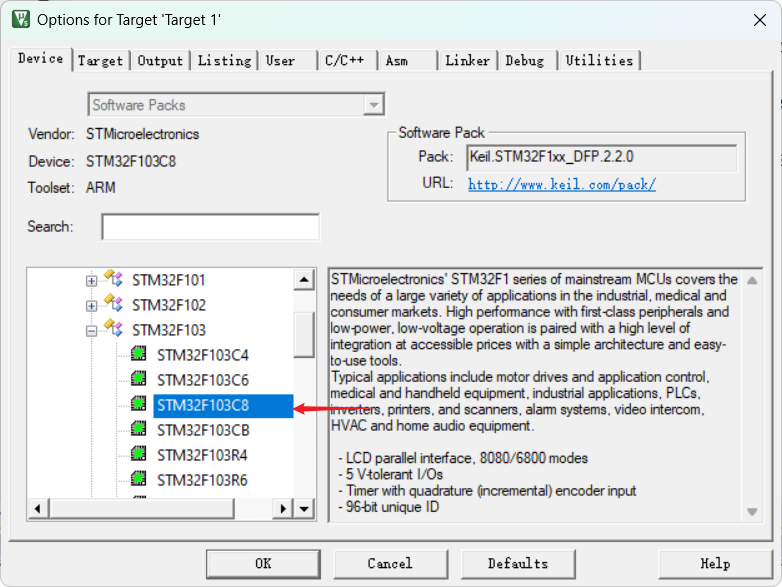 Options for Target 'Target 1'
Device Target Output Listing User C/C++ Asm Linker Debug Utilities
Software Packs
Vendor: STMicroelectronics
Device: STM32F103C8
Toolset: ARM
Search:
Software Pack
Pack: Keil.STM32F1xx_DFP.2.2.0
URL: http://www.keil.com/pack/
STM32F101
STM32F102
STM32F103
STM32F103C4
STM32F103C6
STM32F103C8
STM32F103CB
STM32F103R4
STM32F103R6
STMicroelectronics' STM32F1 series of mainstream MCUs covers the
needs of a large variety of applications in the industrial, medical and
consumer markets. High performance with first-class peripherals and
low-power, low-voltage operation is paired with a high level of
integration at accessible prices with a simple architecture and easy-
to-use tools.
Typical applications include motor drives and application control,
medical and handheld equipment, industrial applications, PLCs,
inverters, printers, and scanners, alarm systems, video intercom,
HVAC and home audio equipment.
- LCD parallel interface, 8080/6800 modes
- 5 V-tolerant I/Os
- Timer with quadrature (incremental) encoder input
- 96-bit unique ID
OK Cancel Defaults Help